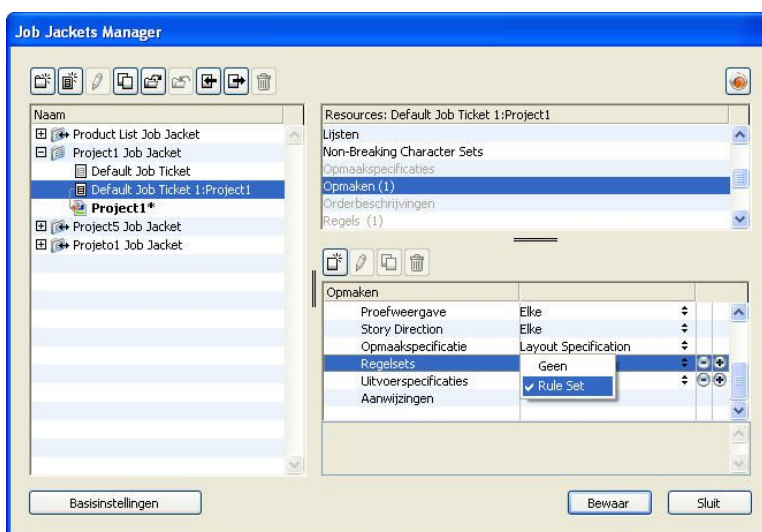 Job Jackets Manager
Naam
Product List Job Jacket
Project1 Job Jacket
Default Job Ticket
Default Job Ticket 1:Project1
Project1*
Project5 Job Jacket
Projeto1 Job Jacket
Resources: Default Job Ticket 1:Project1
Lijsten
Non-Breaking Character Sets
Opmaakspecificaties
Opmaken (1)
Orderbeschrijvingen
Regels (1)
Opmaken
Proefweergave Elke
Story Direction Elke
Opmaakspecificatie Layout Specification
Regelsets
Geen
Uitvoerspecificaties
Rule Set
Aanwijzingen
Basisinstellingen
Bewaar
Sluit